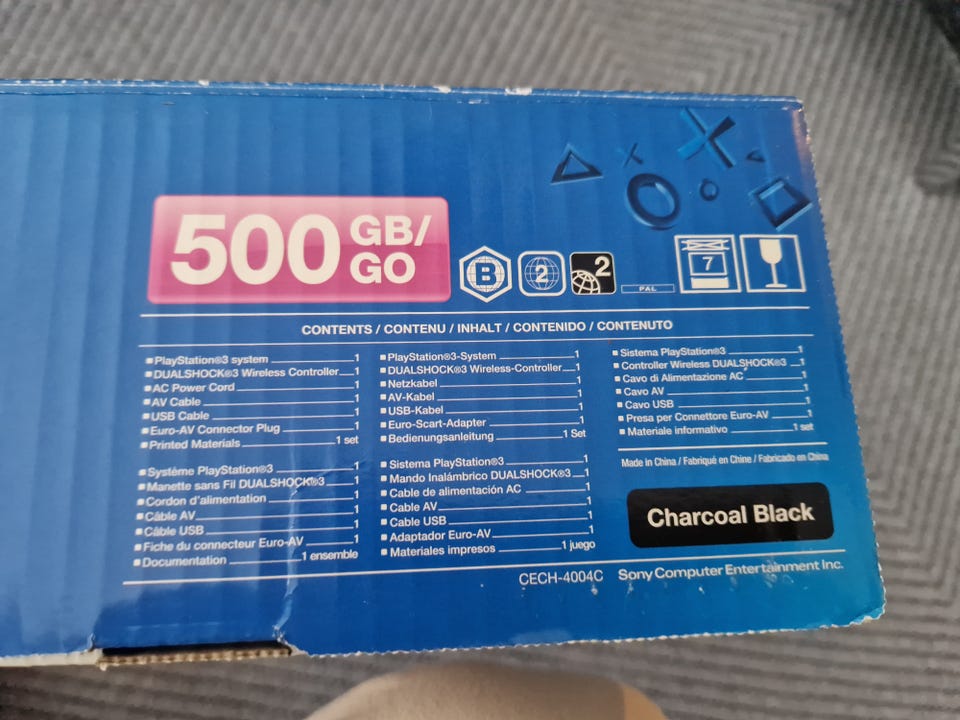 500 GB/
GO
B
2
2
PAL
7
CONTENTS / CONTENU / INHALT / CONTENIDO / CONTENUTO
■PlayStation®3 system 1
■DUALSHOCK®3 Wireless Controller 1
■AC Power Cord 1
■AV Cable 1
■USB Cable 1
■Euro-AV Connector Plug 1
■Printed Materials 1 set
■Système PlayStation®3 1
■Manette sans Fil DUALSHOCK®3 1
■Cordon d'alimentation 1
■Câble AV 1
■Câble USB 1
■Fiche du connecteur Euro-AV 1
■Documentation 1 ensemble
■PlayStation®3-System 1
■DUALSHOCK®3 Wireless-Controller 1
■Netzkabel 1
■AV-Kabel 1
■USB-Kabel 1
■Euro-Scart-Adapter 1
■Bedienungsanleitung 1 Set
■Sistema PlayStation®3 1
■Mando Inalámbrico DUALSHOCK®3 1
■Cable de alimentación AC 1
■Cable AV 1
■Cable USB 1
■Adaptador Euro-AV 1
■Materiales impresos 1 juego
■Sistema PlayStation®3 1
■Controller Wireless DUALSHOCK®3 1
■Cavo di Alimentazione AC 1
■Cavo AV 1
■Cavo USB 1
■Presa per Connettore Euro-AV 1
■Materiale informativo 1 set
Made in China / Fabriqué en Chine / Fabricado en China
Charcoal Black
CECH-4004C Sony Computer Entertainment Inc.